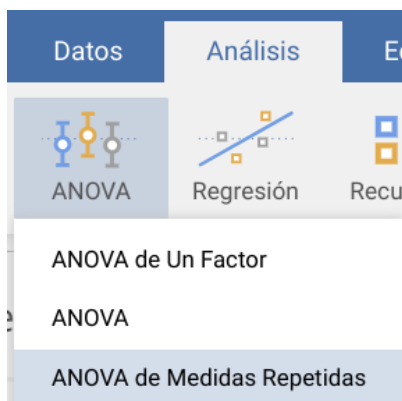 Datos Análisis
ANOVA Regresión
ANOVA de Un Factor
ANOVA
ANOVA de Medidas Repetidas